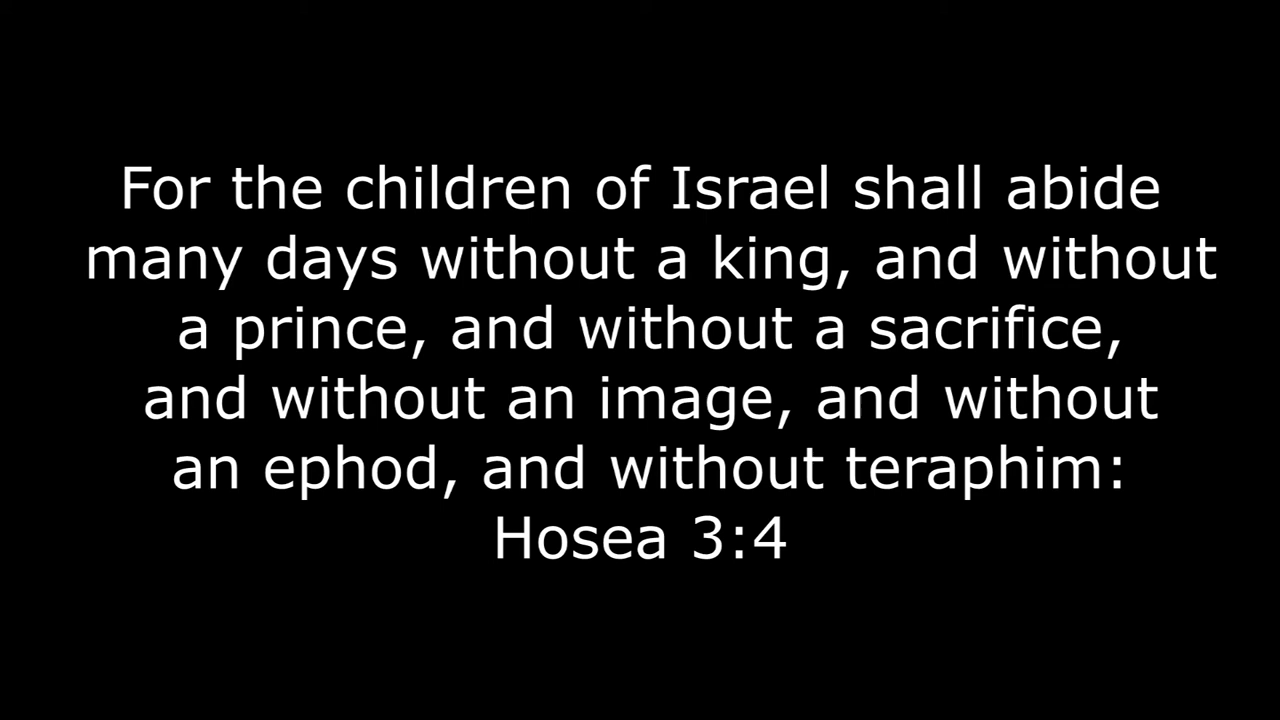 For the children of Israel shall abide
many days without a king, and without
a prince, and without a sacrifice,
and without an image, and without
an ephod, and without teraphim:
Hosea 3:4